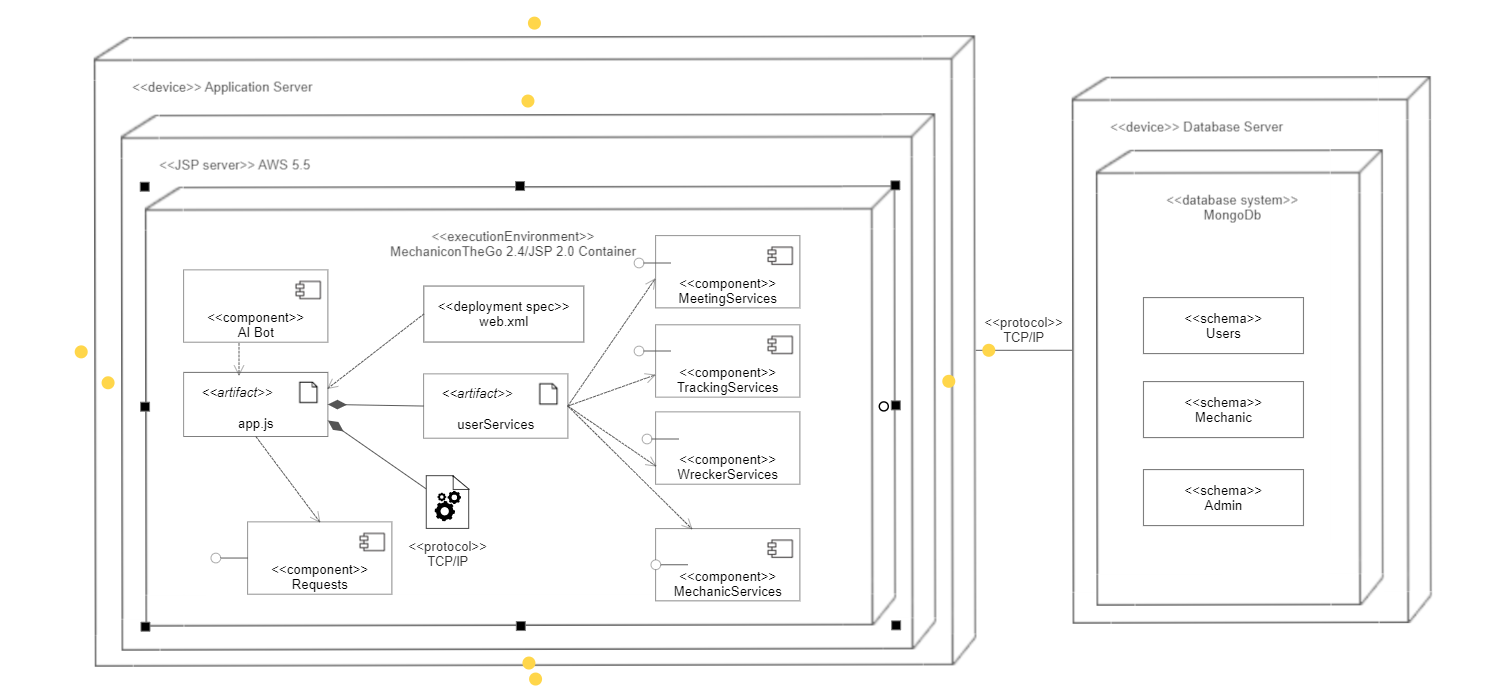 <<device>> Application Server
<<JSP server>> AWS 5.5
<<executionEnvironment>>
MechaniconTheGo 2.4/JSP 2.0 Container
<<component>>
AI Bot
<<deployment spec>>
web.xml
<<artifact>>
app.js
<<artifact>>
userServices
<<component>>
Requests
<<protocol>>
TCP/IP
<<component>>
MeetingServices
<<component>>
TrackingServices
<<component>>
WreckerServices
<<component>>
MechanicServices
<<protocol>>
TCP/IP
<<device>> Database Server
<<database system>>
MongoDb
<<schema>>
Users
<<schema>>
Mechanic
<<schema>>
Admin